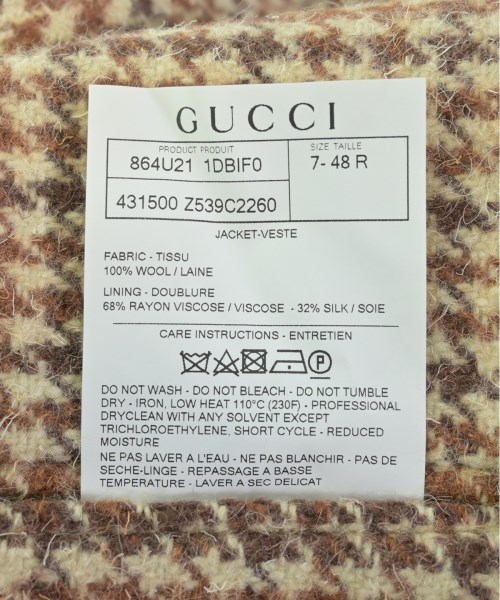 GUCCI
PRODUCT PRODUIT
864U21 1DBIF0
SIZE TAILLE
7- 48 R
431500 Z539C2260
JACKET-VESTE
FABRIC - TISSU
100% WOOL / LAINE
LINING - DOUBLURE
68% RAYON VISCOSE / VISCOSE - 32% SILK / SOIE
CARE INSTRUCTIONS - ENTRETIEN
P
DO NOT WASH - DO NOT BLEACH - DO NOT TUMBLE
DRY - IRON, LOW HEAT 110°C (230F) - PROFESSIONAL
DRYCLEAN WITH ANY SOLVENT EXCEPT
TRICHLOROETHYLENE, SHORT CYCLE - REDUCED
MOISTURE
NE PAS LAVER A L'EAU - NE PAS BLANCHIR - PAS DE
SECHE-LINGE - REPASSAGE A BASSE
TEMPERATURE - LAVER A SEC DELICAT